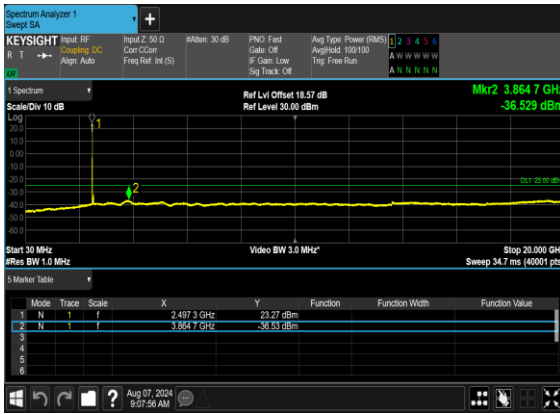 Spectrum Analyzer 1
Swept SA
+
KEYSIGHT Input: RF Input Z: 50 Ω #Atten: 30 dB PNO: Fast Avg Type: Power (RMS) 1 2 3 4 5 6
R T Coupling: DC Corr CCorr Gate: Off Avg|Hold: 100/100 A W W W W W
Align: Auto Freq Ref: Int (S) IF Gain: Low Trig: Free Run
LXI Sig Track: Off A N N N N N
1 Spectrum Ref Lvl Offset 18.57 dB Mkr2 3.864 7 GHz
Scale/Div 10 dB Ref Level 30.00 dBm -36.529 dBm
Log
20.0
10.0
0.00
-10.0
-20.0
-30.0
-40.0
-50.0
-60.0
1
2
DL1 -25.00 dBm
Start 30 MHz Video BW 3.0 MHz* Stop 20.000 GHz
#Res BW 1.0 MHz Sweep 34.7 ms (40001 pts)
5 Marker Table
Mode Trace Scale X Y Function Function Width Function Value
1 N 1 f 2.497 3 GHz 23.27 dBm
2 N 1 f 3.864 7 GHz -36.53 dBm
3
4
5
6
? Aug 07, 2024
9:07:56 AM